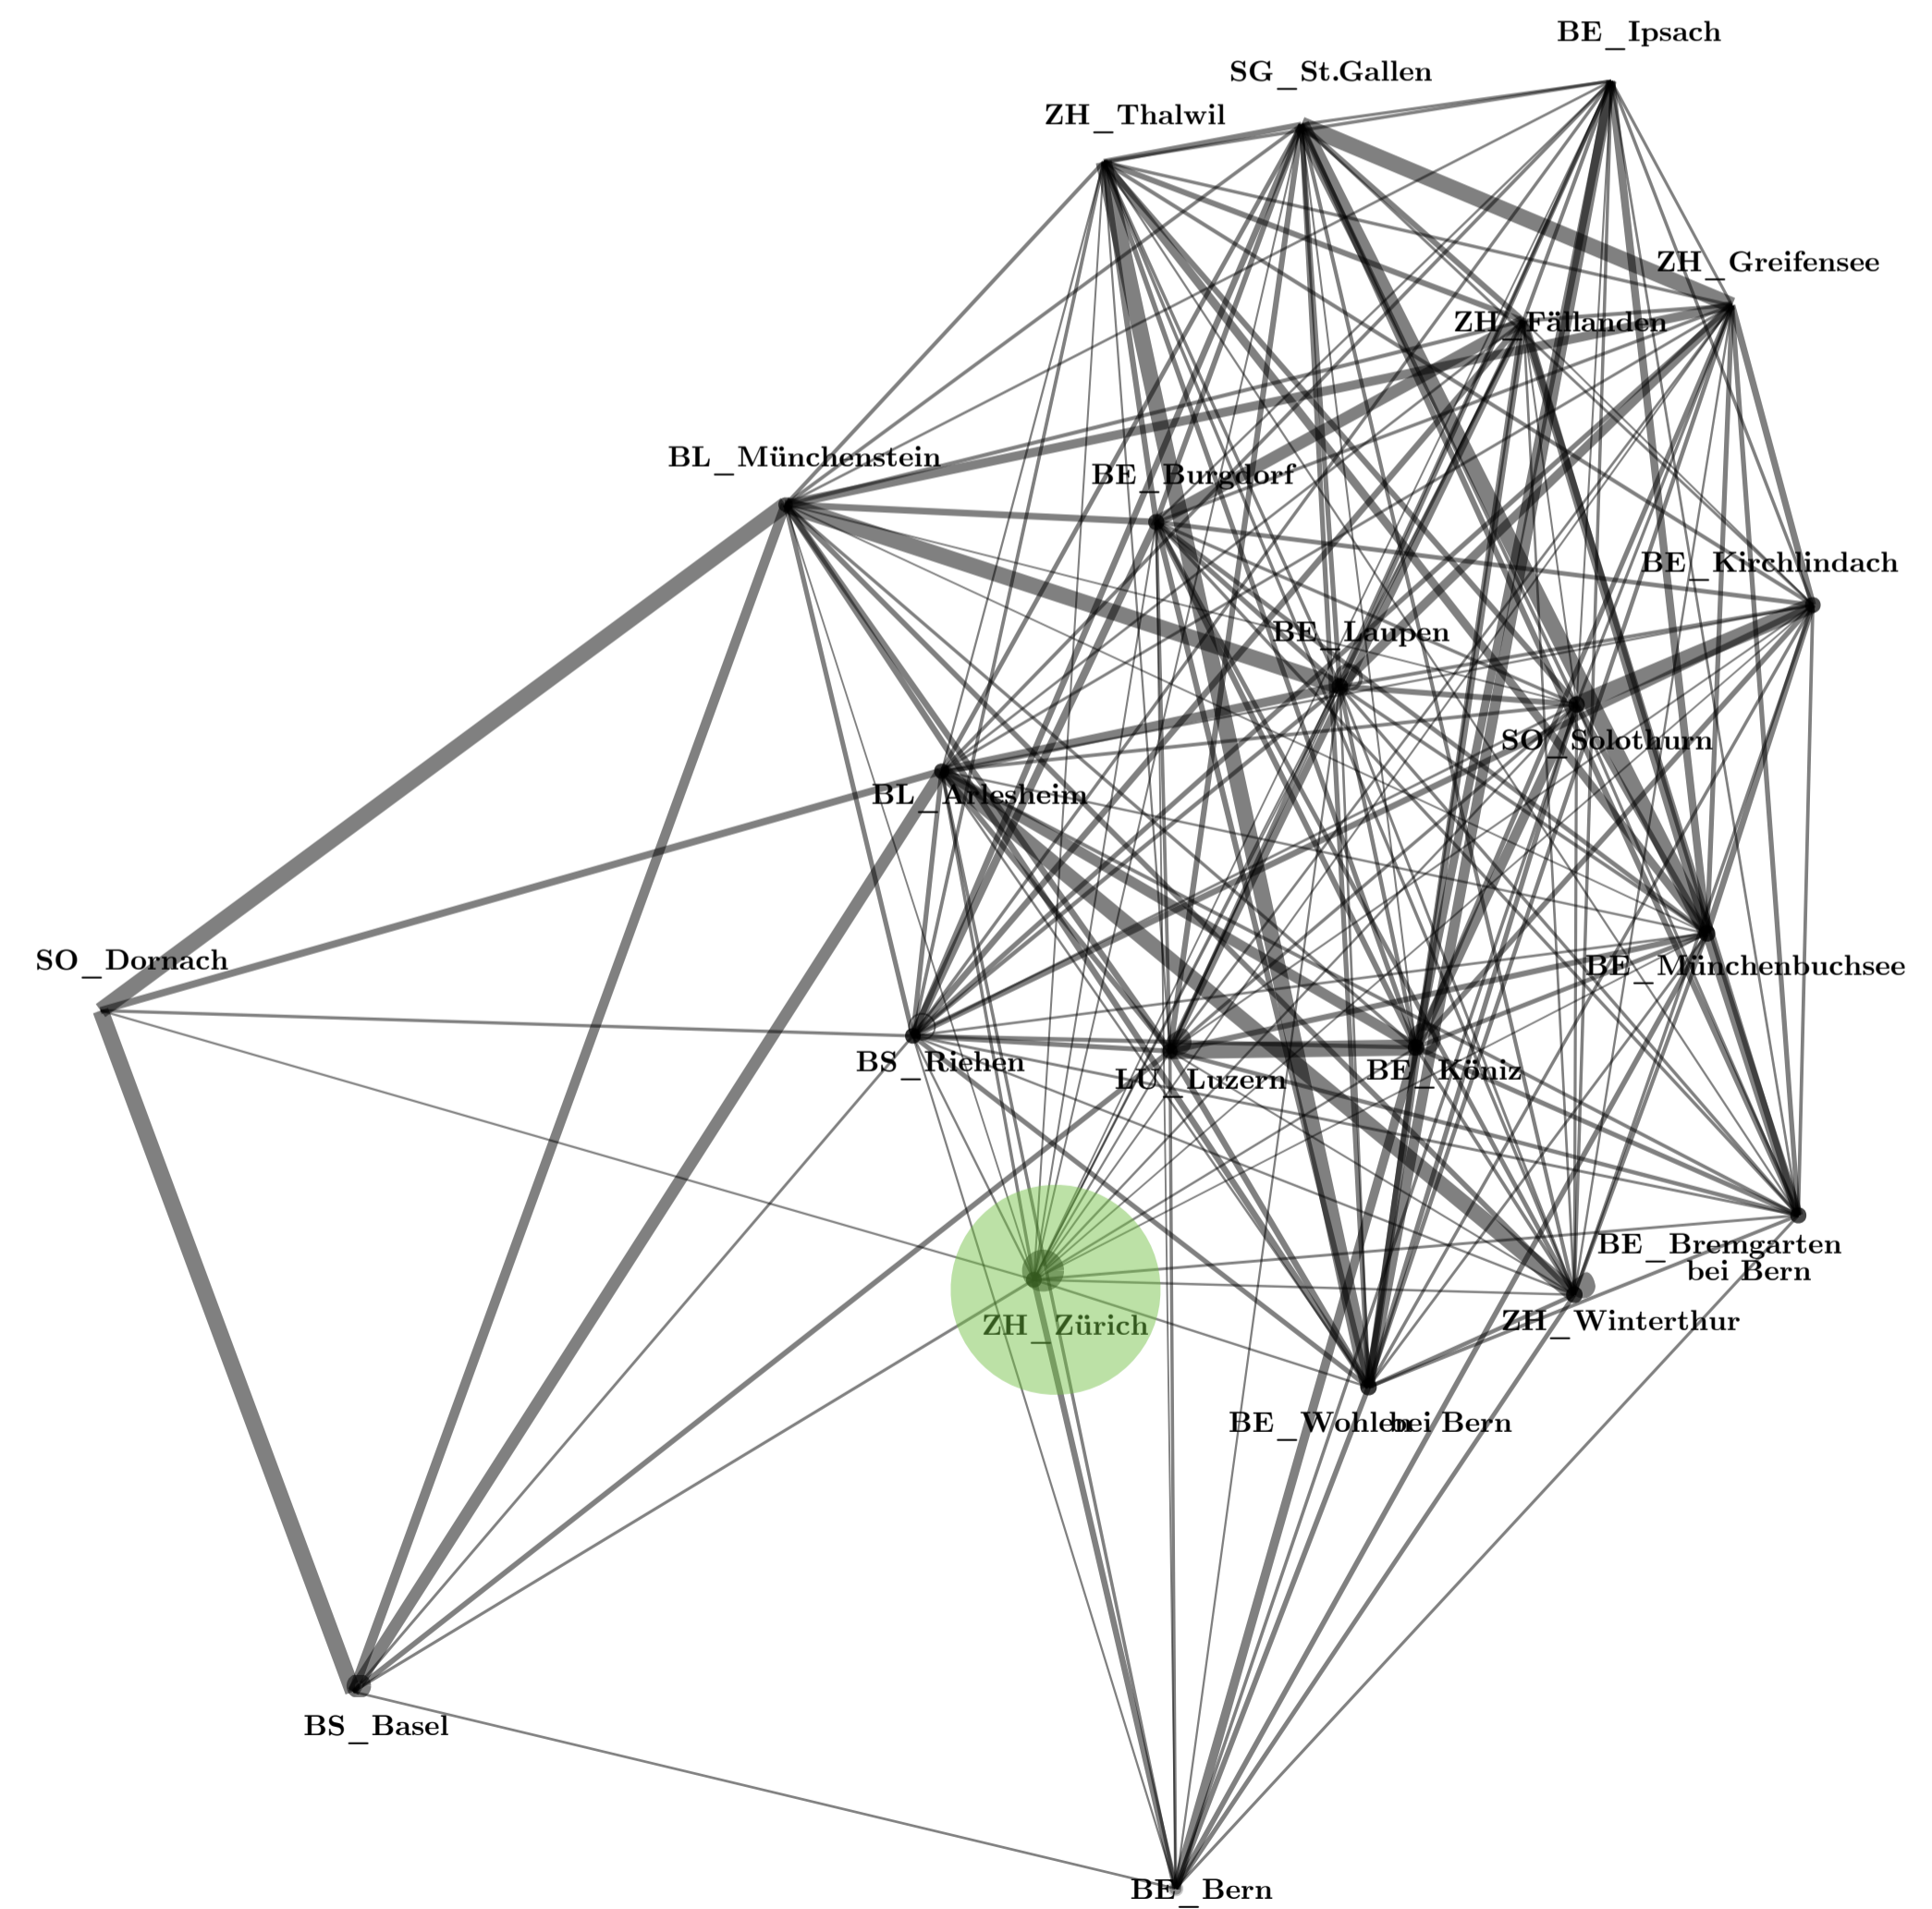 BE_Ipsach
SG_St.Gallen
ZH_Thalwil
ZH_Greifensee
ZH_Fällanden
BL_Münchenstein
BE_Burgdorf
BE_Kirchlindach
BE_Laupen
SO_Solothurn
BL_Arlesheim
SO_Dornach
BE_Münchenbuchsee
BS_Riehen
LU_Luzern
BE_Köniz
BE_Bremgarten
bei Bern
ZH_Winterthur
ZH_Zürich
BE_Wohlen bei Bern
BS_Basel
BE_Bern